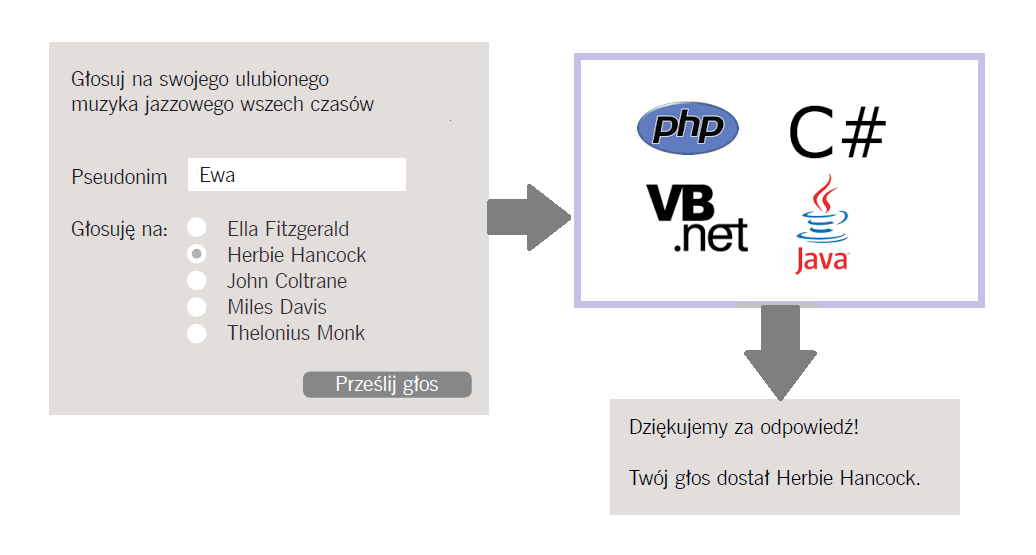 Głosuj na swojego ulubionego
muzyka jazzowego wszech czasów
Pseudonim Ewa
Głosuję na:
Ella Fitzgerald
Herbie Hancock
John Coltrane
Miles Davis
Thelonius Monk
Prześlij głos
php
C#
VB
.net
Java
Dziękujemy za odpowiedź!
Twój głos dostał Herbie Hancock.